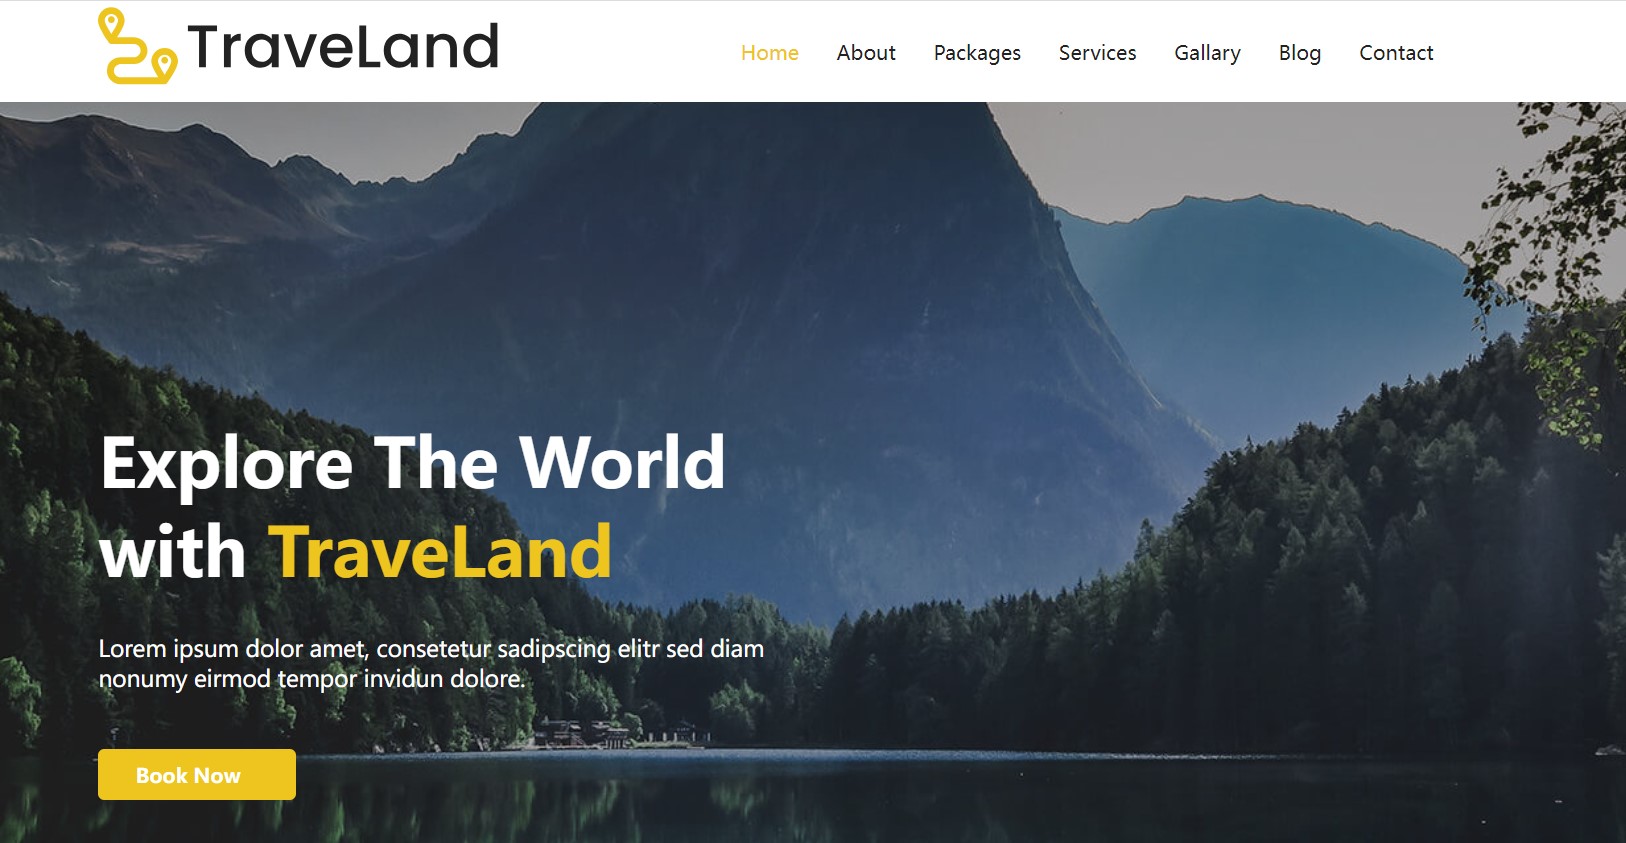 TraveLand
Home About Packages Services Gallary Blog Contact
Explore The World
with TraveLand
Lorem ipsum dolor amet, consetetur sadipscing elitr sed diam
nonumy eirmod tempor invidun dolore.
Book Now